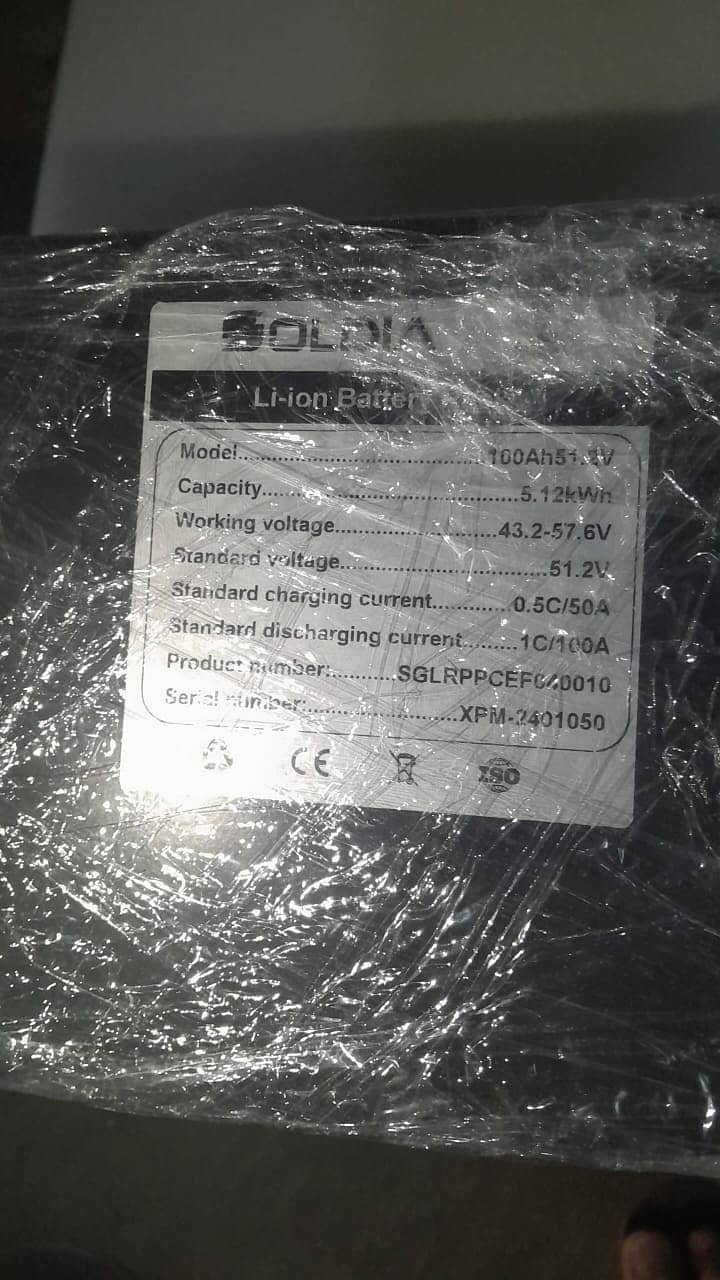 SOLDIA
Li-ion Battery
Model..............................100Ah51.2V
Capacity..............................5.12kWh
Working voltage....................43.2-57.6V
Standard voltage........................51.2V
Standard charging current............0.5C/50A
Standard discharging current.........1C/100A
Product number:..........SGLRPPCEF040010
Serial number:....................XPM-2401050
CE
ISO